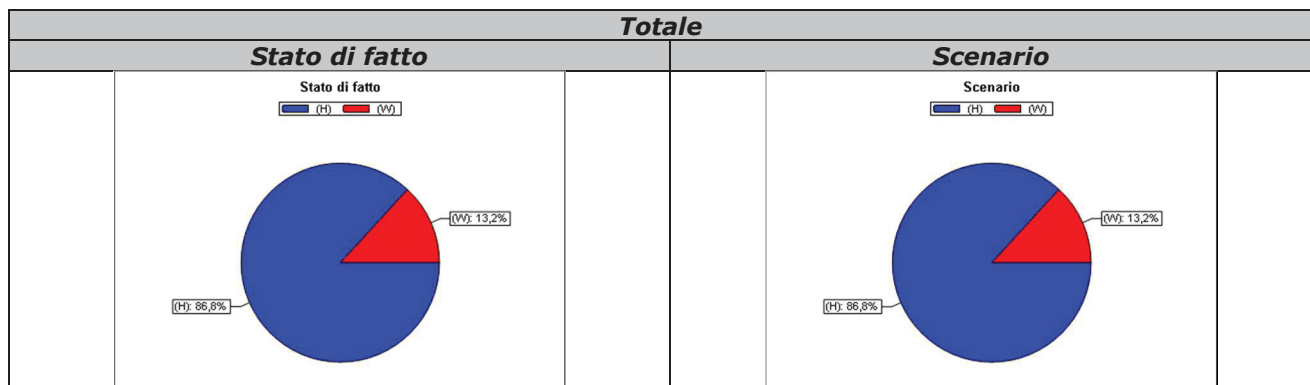 Totale
Stato di fatto Scenario
Stato di fatto
(H) (W)
(W): 13,2%
(H): 86,8%
Scenario
(H) (W)
(W): 13,2%
(H): 86,8%